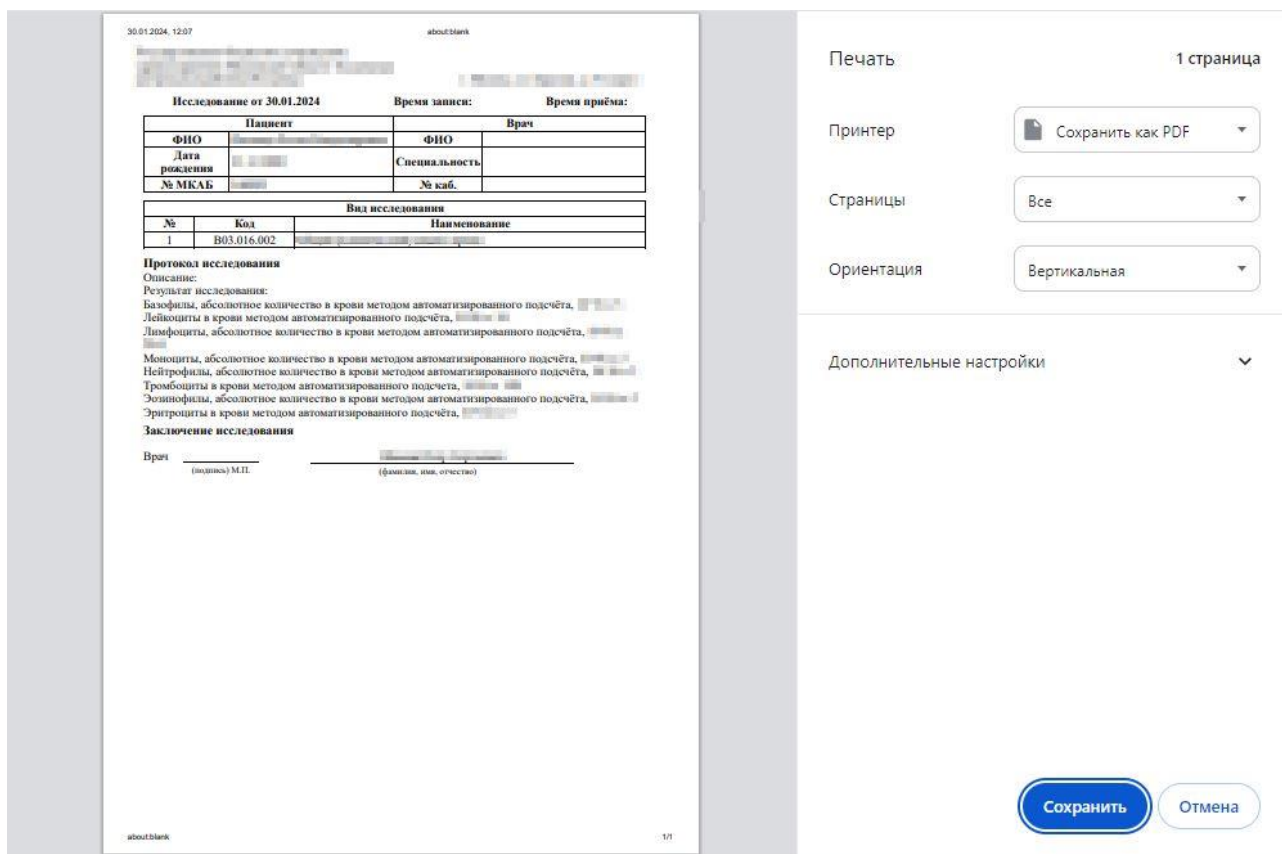 30.01.2024, 12:07 about:blank
Исследование от 30.01.2024 Время записи: Время приёма:
Пациент Врач
ФИО ФИО
Дата рождения Специальность
№ МКАБ № каб.
Вид исследования
№ Код Наименование
1 B03.016.002
Протокол исследования
Описание:
Результат исследования:
Базофилы, абсолютное количество в крови методом автоматизированного подсчёта,
Лейкоциты в крови методом автоматизированного подсчёта,
Лимфоциты, абсолютное количество в крови методом автоматизированного подсчёта,
Моноциты, абсолютное количество в крови методом автоматизированного подсчёта,
Нейтрофилы, абсолютное количество в крови методом автоматизированного подсчёта,
Тромбоциты в крови методом автоматизированного подсчета,
Эозинофилы, абсолютное количество в крови методом автоматизированного подсчёта,
Эритроциты в крови методом автоматизированного подсчёта,
Заключение исследования
Врач
(подпись) М.П. (фамилия, имя, отчество)
about:blank 1/1
Печать 1 страница
Принтер Сохранить как PDF
Страницы Все
Ориентация Вертикальная
Дополнительные настройки
Сохранить Отмена